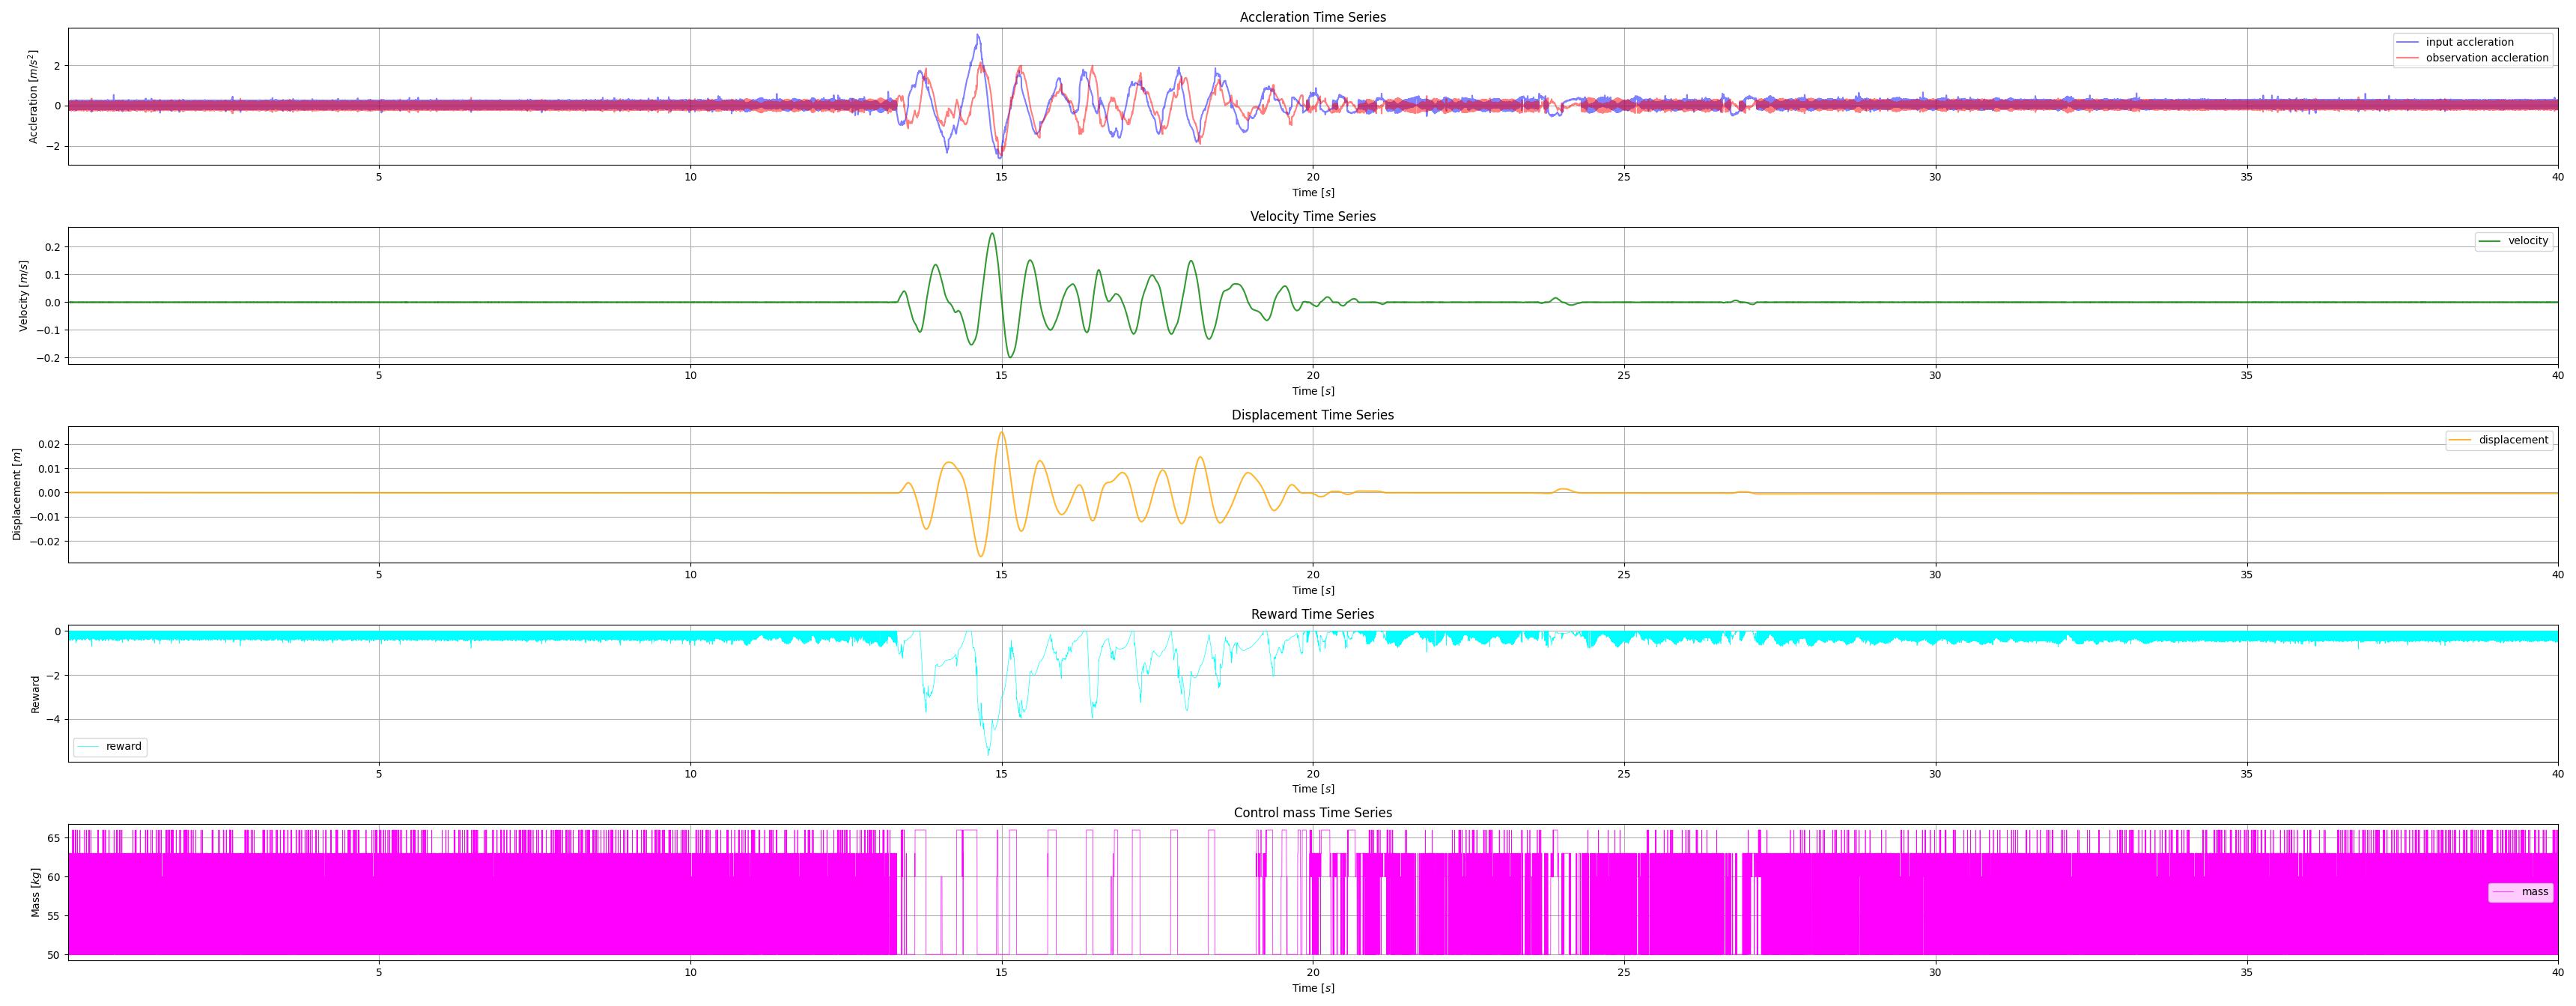 Accleration Time Series
Accleration [m/s²]
2
0
−2
input accleration
observation accleration
5 10 15 20 25 30 35 40
Time [s]
Velocity Time Series
Velocity [m/s]
0.2
0.1
0.0
−0.1
−0.2
velocity
5 10 15 20 25 30 35 40
Time [s]
Displacement Time Series
Displacement [m]
0.02
0.01
0.00
−0.01
−0.02
displacement
5 10 15 20 25 30 35 40
Time [s]
Reward Time Series
Reward
0
−2
−4
reward
5 10 15 20 25 30 35 40
Time [s]
Control mass Time Series
Mass [kg]
65
60
55
50
mass
5 10 15 20 25 30 35 40
Time [s]